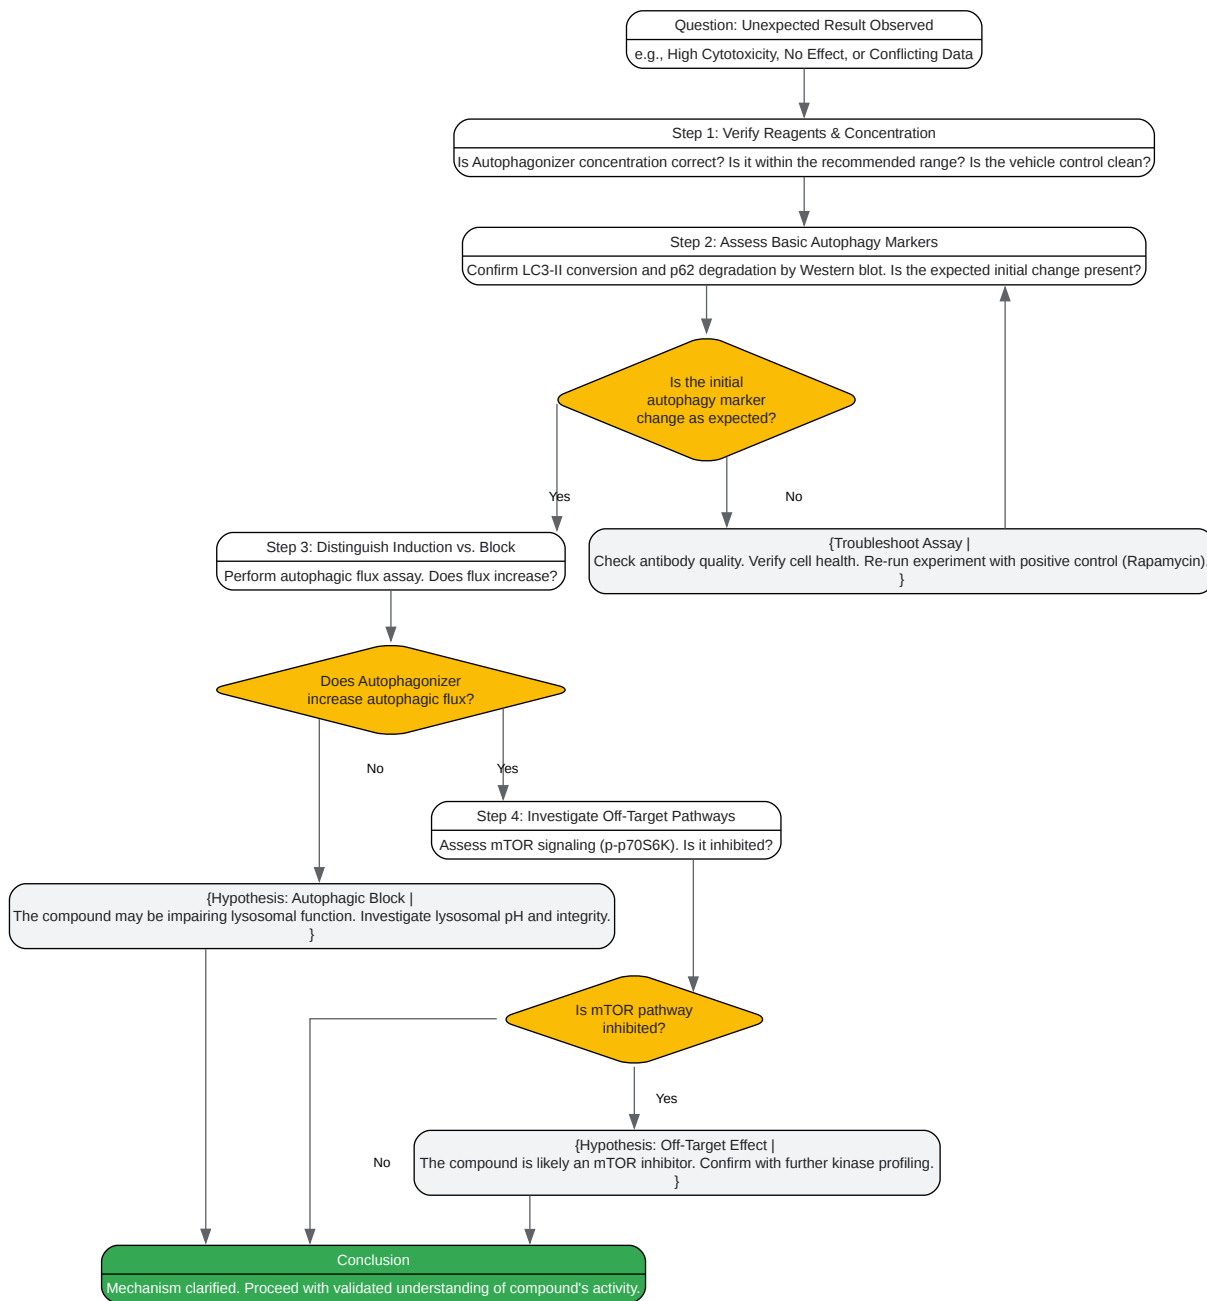 Question: Unexpected Result Observed
e.g., High Cytotoxicity, No Effect, or Conflicting Data
Step 1: Verify Reagents & Concentration
Is Autophagonizer concentration correct? Is it within the recommended range? Is the vehicle control clean?
Step 2: Assess Basic Autophagy Markers
Confirm LC3-II conversion and p62 degradation by Western blot. Is the expected initial change present?
Is the initial
autophagy marker
change as expected?
Yes
No
Step 3: Distinguish Induction vs. Block
Perform autophagic flux assay. Does flux increase?
{Troubleshoot Assay |
Check antibody quality. Verify cell health. Re-run experiment with positive control (Rapamycin).
}
Does Autophagonizer
increase autophagic flux?
No
Yes
Step 4: Investigate Off-Target Pathways
Assess mTOR signaling (p-p70S6K). Is it inhibited?
{Hypothesis: Autophagic Block |
The compound may be impairing lysosomal function. Investigate lysosomal pH and integrity.
}
Is mTOR pathway
inhibited?
Yes
No
{Hypothesis: Off-Target Effect |
The compound is likely an mTOR inhibitor. Confirm with further kinase profiling.
}
Conclusion
Mechanism clarified. Proceed with validated understanding of compound's activity.